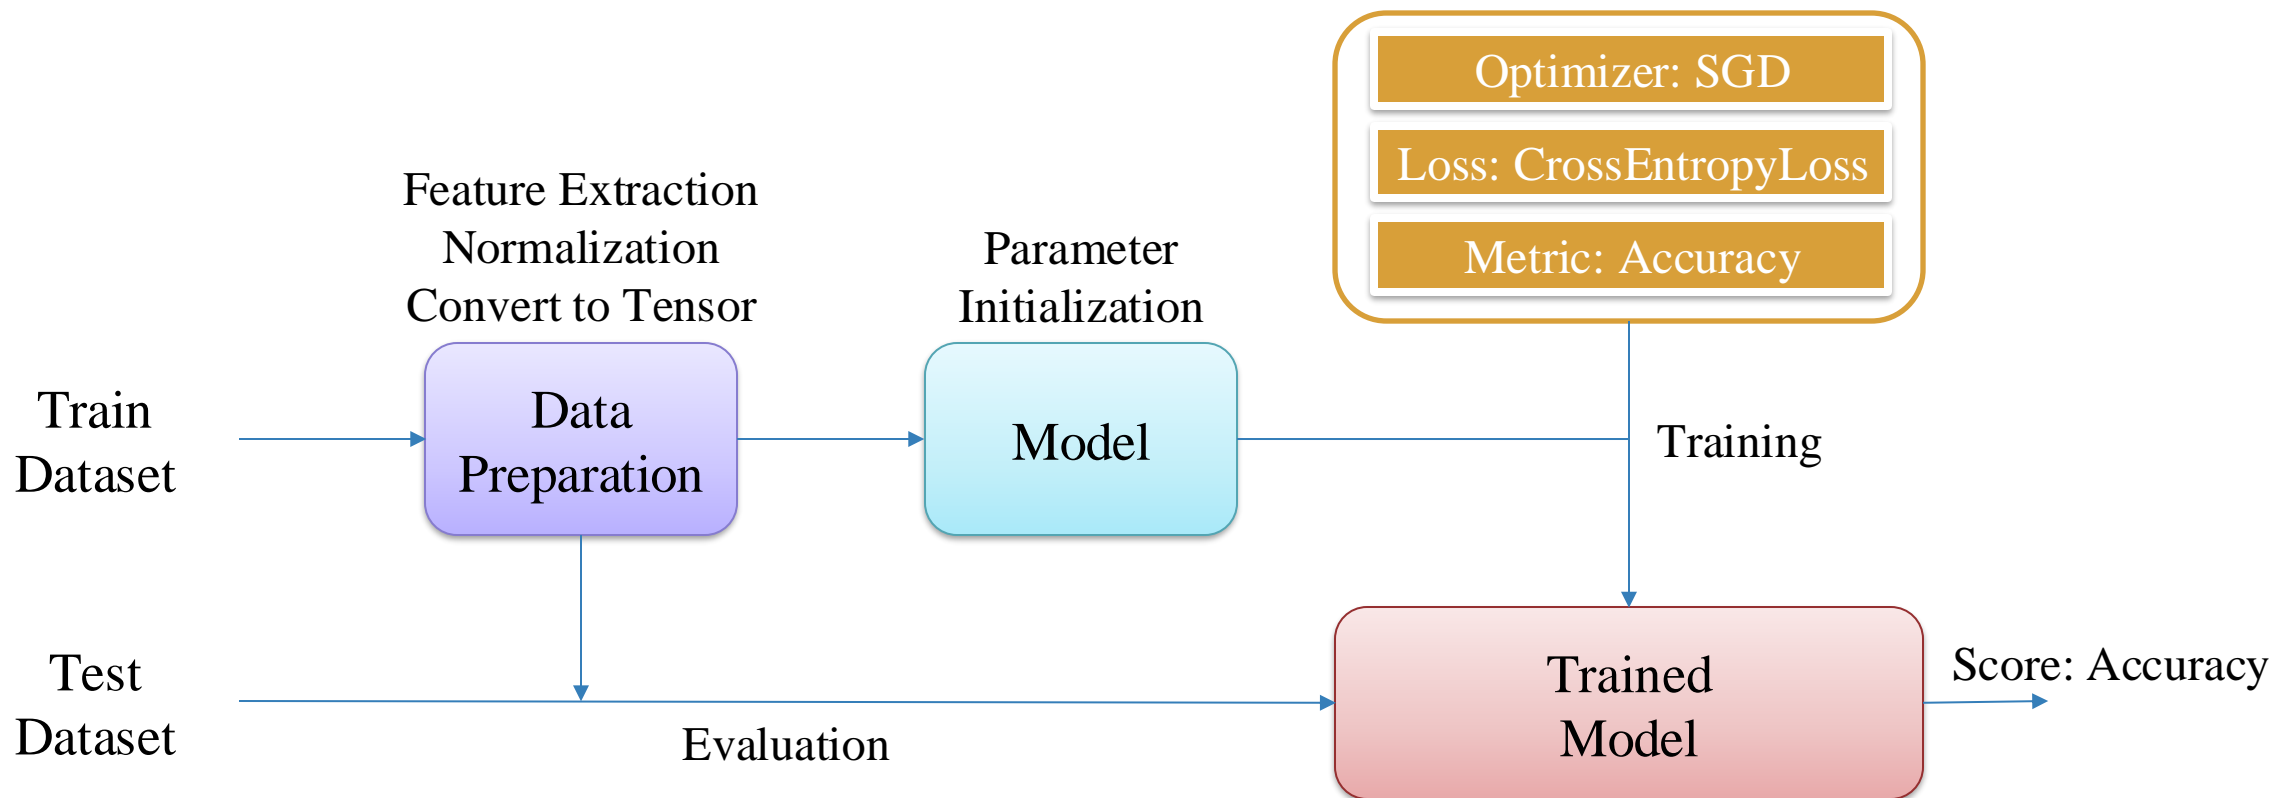 Optimizer: SGD
Loss: CrossEntropyLoss
Metric: Accuracy
Feature Extraction
Normalization
Convert to Tensor
Parameter
Initialization
Train
Dataset
Data
Preparation
Model
Training
Test
Dataset
Evaluation
Trained
Model
Score: Accuracy